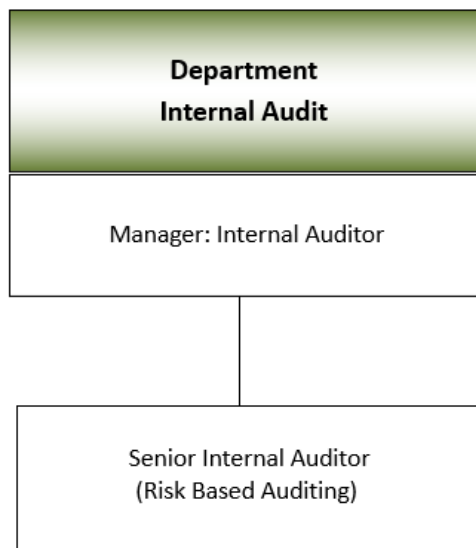 Department
Internal Audit
Manager: Internal Auditor
Senior Internal Auditor
(Risk Based Auditing)